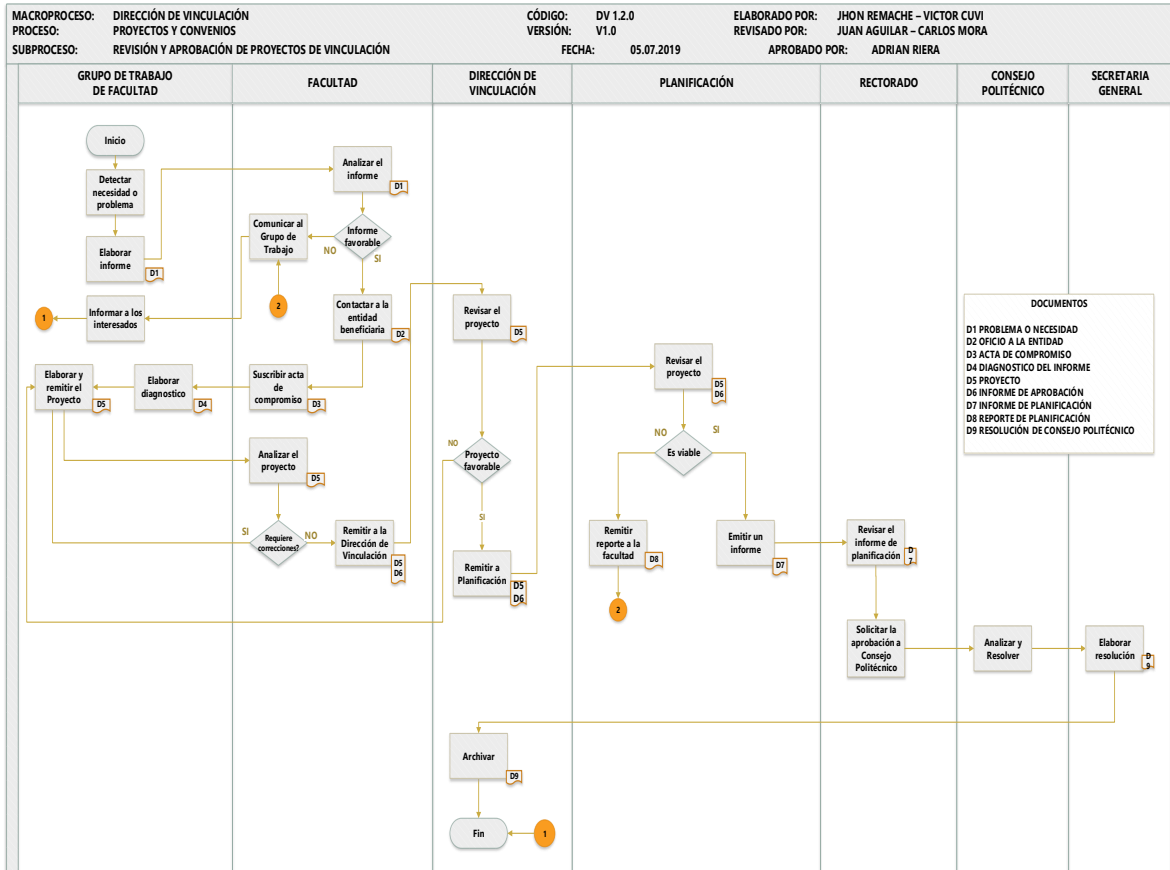 MACROPROCESO: DIRECCIÓN DE VINCULACIÓN CÓDIGO: DV 1.2.0 ELABORADO POR: JHON REMACHE – VICTOR CUVI
PROCESO: PROYECTOS Y CONVENIOS VERSIÓN: V1.0 REVISADO POR: JUAN AGUILAR – CARLOS MORA
SUBPROCESO: REVISIÓN Y APROBACIÓN DE PROYECTOS DE VINCULACIÓN FECHA: 05.07.2019 APROBADO POR: ADRIAN RIERA
GRUPO DE TRABAJO
DE FACULTAD
FACULTAD
DIRECCIÓN DE
VINCULACIÓN
PLANIFICACIÓN
RECTORADO
CONSEJO
POLITÉCNICO
SECRETARIA
GENERAL
Inicio
Detectar
necesidad o
problema
Elaborar
informe
D1
Analizar el
informe
D1
Informe
favorable
NO
SI
Comunicar al
Grupo de
Trabajo
2
Informar a los
interesados
1
Contactar a la
entidad
beneficiaria
D2
Suscribir acta
de
compromiso
D3
Elaborar
diagnostico
D4
Elaborar y
remitir el
Proyecto
D5
Analizar el
proyecto
D5
Requiere
correcciones?
SI
NO
Remitir a la
Dirección de
Vinculación
D5
D6
Revisar el
proyecto
D5
Proyecto
favorable
NO
SI
Remitir a
Planificación
D5
D6
Revisar el
proyecto
D5
D6
Es viable
NO
SI
Remitir
reporte a la
facultad
D8
2
Emitir un
informe
D7
Revisar el
informe de
planificación
D
7
Solicitar la
aprobación a
Consejo
Politécnico
Analizar y
Resolver
Elaborar
resolución
D
9
DOCUMENTOS
D1 PROBLEMA O NECESIDAD
D2 OFICIO A LA ENTIDAD
D3 ACTA DE COMPROMISO
D4 DIAGNOSTICO DEL INFORME
D5 PROYECTO
D6 INFORME DE APROBACIÓN
D7 INFORME DE PLANIFICACIÓN
D8 REPORTE DE PLANIFICACIÓN
D9 RESOLUCIÓN DE CONSEJO POLITÉCNICO
Archivar
D9
Fin
1